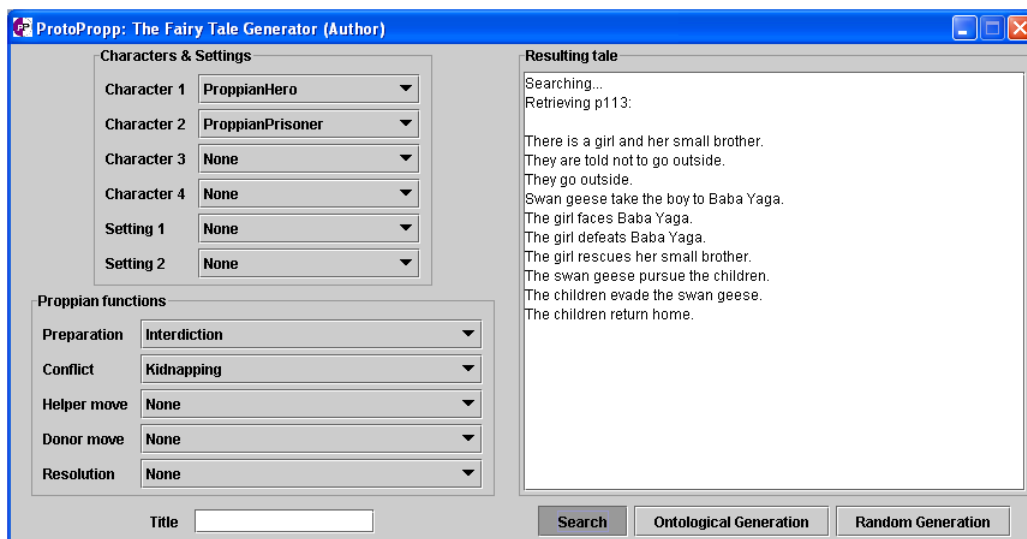 ProtoPropp: The Fairy Tale Generator (Author)
Characters & Settings
Character 1 ProppianHero
Character 2 ProppianPrisoner
Character 3 None
Character 4 None
Setting 1 None
Setting 2 None
Proppian functions
Preparation Interdiction
Conflict Kidnapping
Helper move None
Donor move None
Resolution None
Title
Resulting tale
Searching...
Retrieving p113:
There is a girl and her small brother.
They are told not to go outside.
They go outside.
Swan geese take the boy to Baba Yaga.
The girl faces Baba Yaga.
The girl defeats Baba Yaga.
The girl rescues her small brother.
The swan geese pursue the children.
The children evade the swan geese.
The children return home.
Search Ontological Generation Random Generation